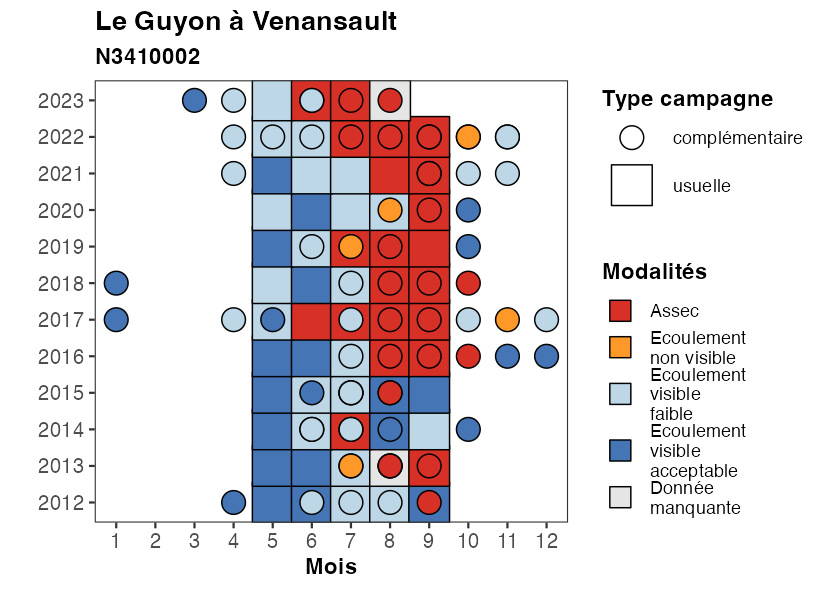 Le Guyon à Venansault
N3410002
2023
2022
2021
2020
2019
2018
2017
2016
2015
2014
2013
2012
1 2 3 4 5 6 7 8 9 10 11 12
Mois
Type campagne
complémentaire
usuelle
Modalités
Assec
Ecoulement
non visible
Ecoulement
visible
faible
Ecoulement
visible
acceptable
Donnée
manquante